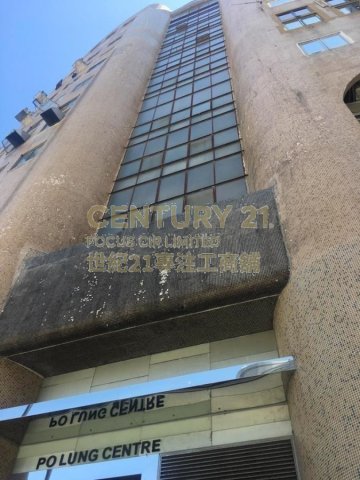 CENTURY 21
FOCUS CIR LIMITED
世紀21專注工商舖
PO LUNG CENTRE
PO LUNG CENTRE